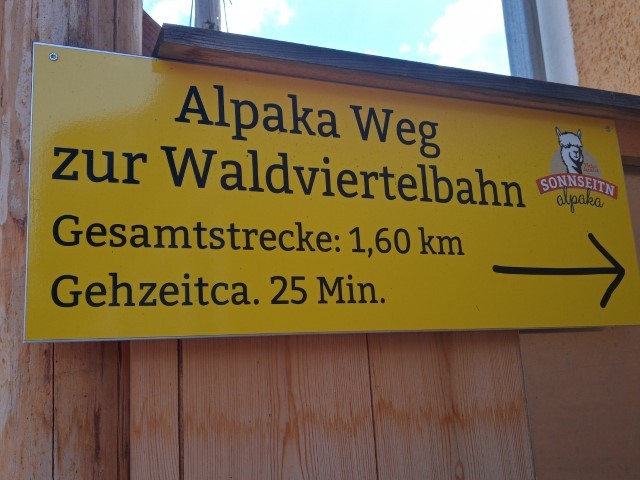 Alpaka Weg
zur Waldviertelbahn
Gesamtstrecke: 1,60 km
Gehzeitca. 25 Min.
SONNSEITN
alpaka